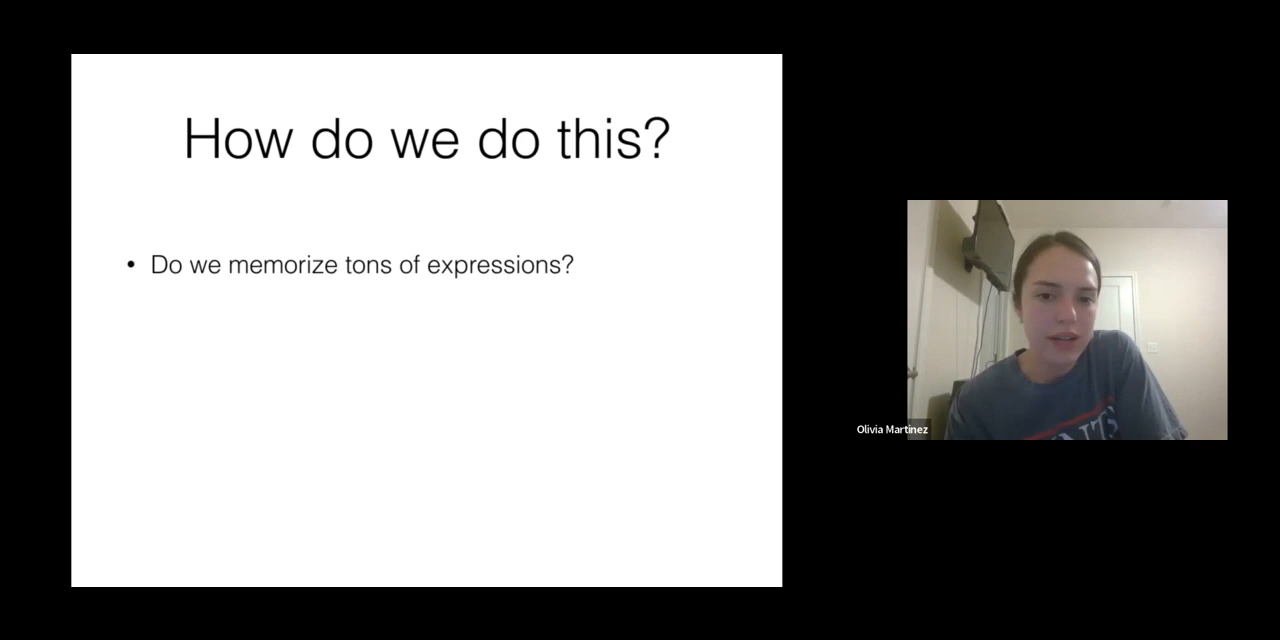 How do we do this?
• Do we memorize tons of expressions?
Olivia Martinez